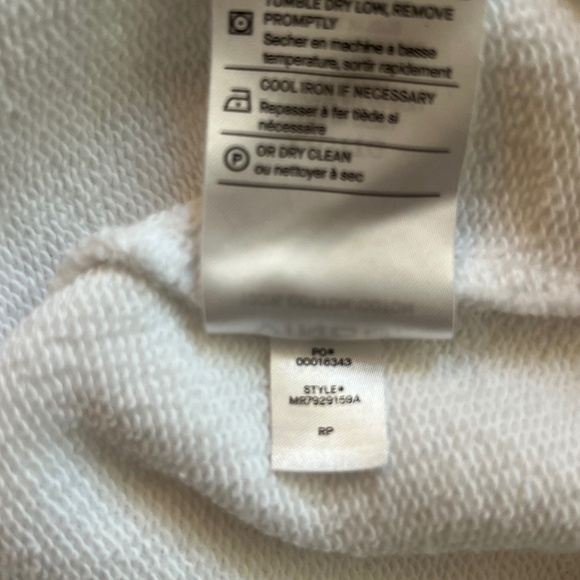 TUMBLE DRY LOW, REMOVE
PROMPTLY
Secher en machine a basse
temperature, sortir rapidement
COOL IRON IF NECESSARY
Repasser à fer tiède si
nécessaire
P
OR DRY CLEAN
ou nettoyer à sec
PO#
00016343
STYLE#
MR7929159A
RP